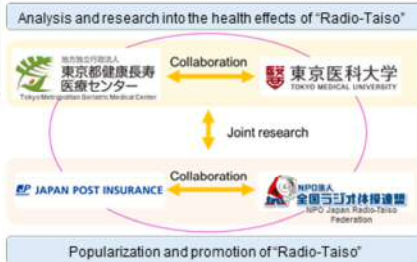 Analysis and research into the health effects of "Radio-Taiso"
地方独立行政法人
東京都健康長寿
医療センター
Tokyo Metropolitan Geriatric Medical Center
Collaboration
東京医科大学
TOKYO MEDICAL UNIVERSITY
Joint research
JP JAPAN POST INSURANCE
Collaboration
NPO法人
全国ラジオ体操連盟
NPO Japan Radio-Taiso
Federation
Popularization and promotion of "Radio-Taiso"